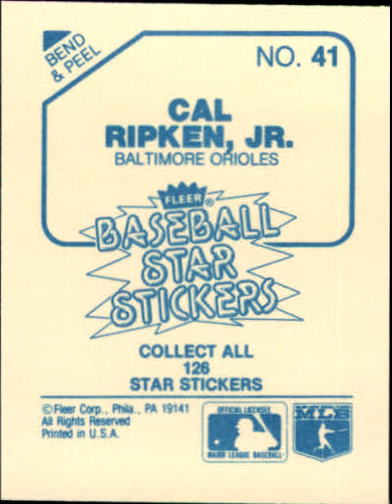 BEND
& PEEL
NO. 41
CAL
RIPKEN, JR.
BALTIMORE ORIOLES
FLEER®
BASEBALL
STAR
STICKERS
COLLECT ALL
126
STAR STICKERS
© Fleer Corp., Phila., PA 19141
All Rights Reserved
Printed in U.S.A.
OFFICIAL LICENSEE
MAJOR LEAGUE BASEBALL
MLB